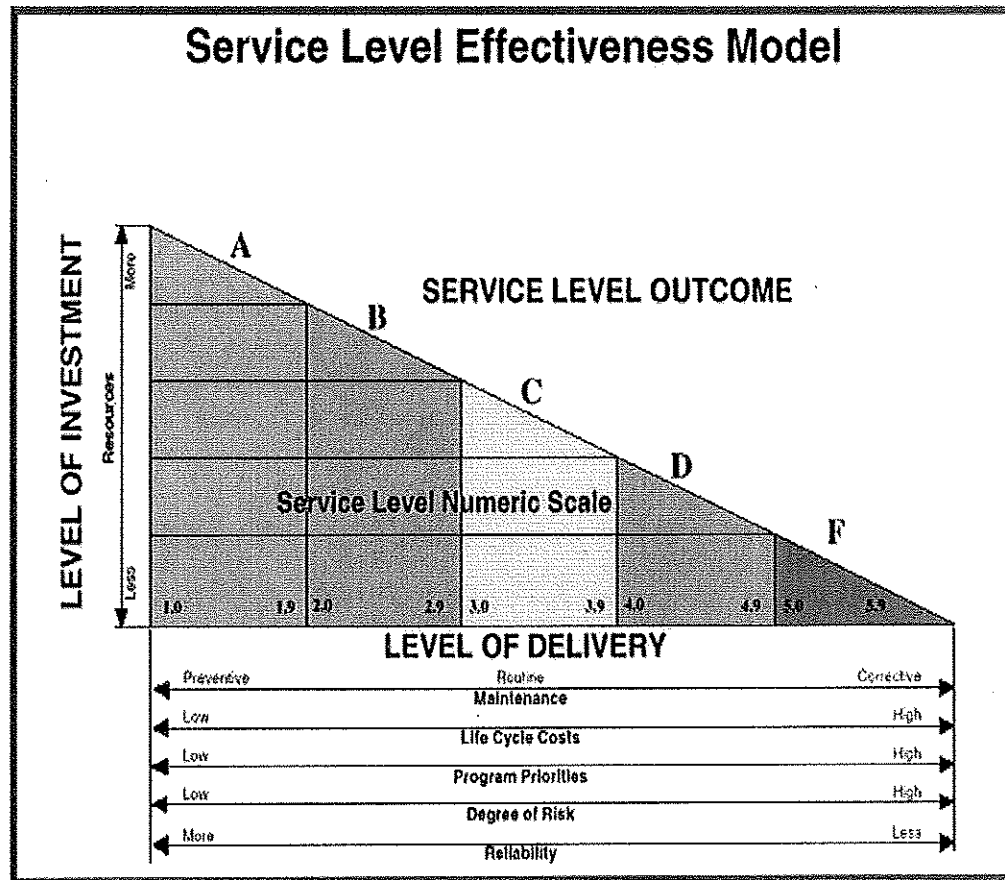 Service Level Effectiveness Model
LEVEL OF INVESTMENT
Resources
More
Less
A
B
C
D
F
SERVICE LEVEL OUTCOME
Service Level Numeric Scale
1.0 1.9 2.0 2.9 3.0 3.9 4.0 4.9 5.0 5.9
LEVEL OF DELIVERY
Preventive Routine Corrective
Maintenance
Low High
Life Cycle Costs
Low High
Program Priorities
Low High
Degree of Risk
More Less
Reliability